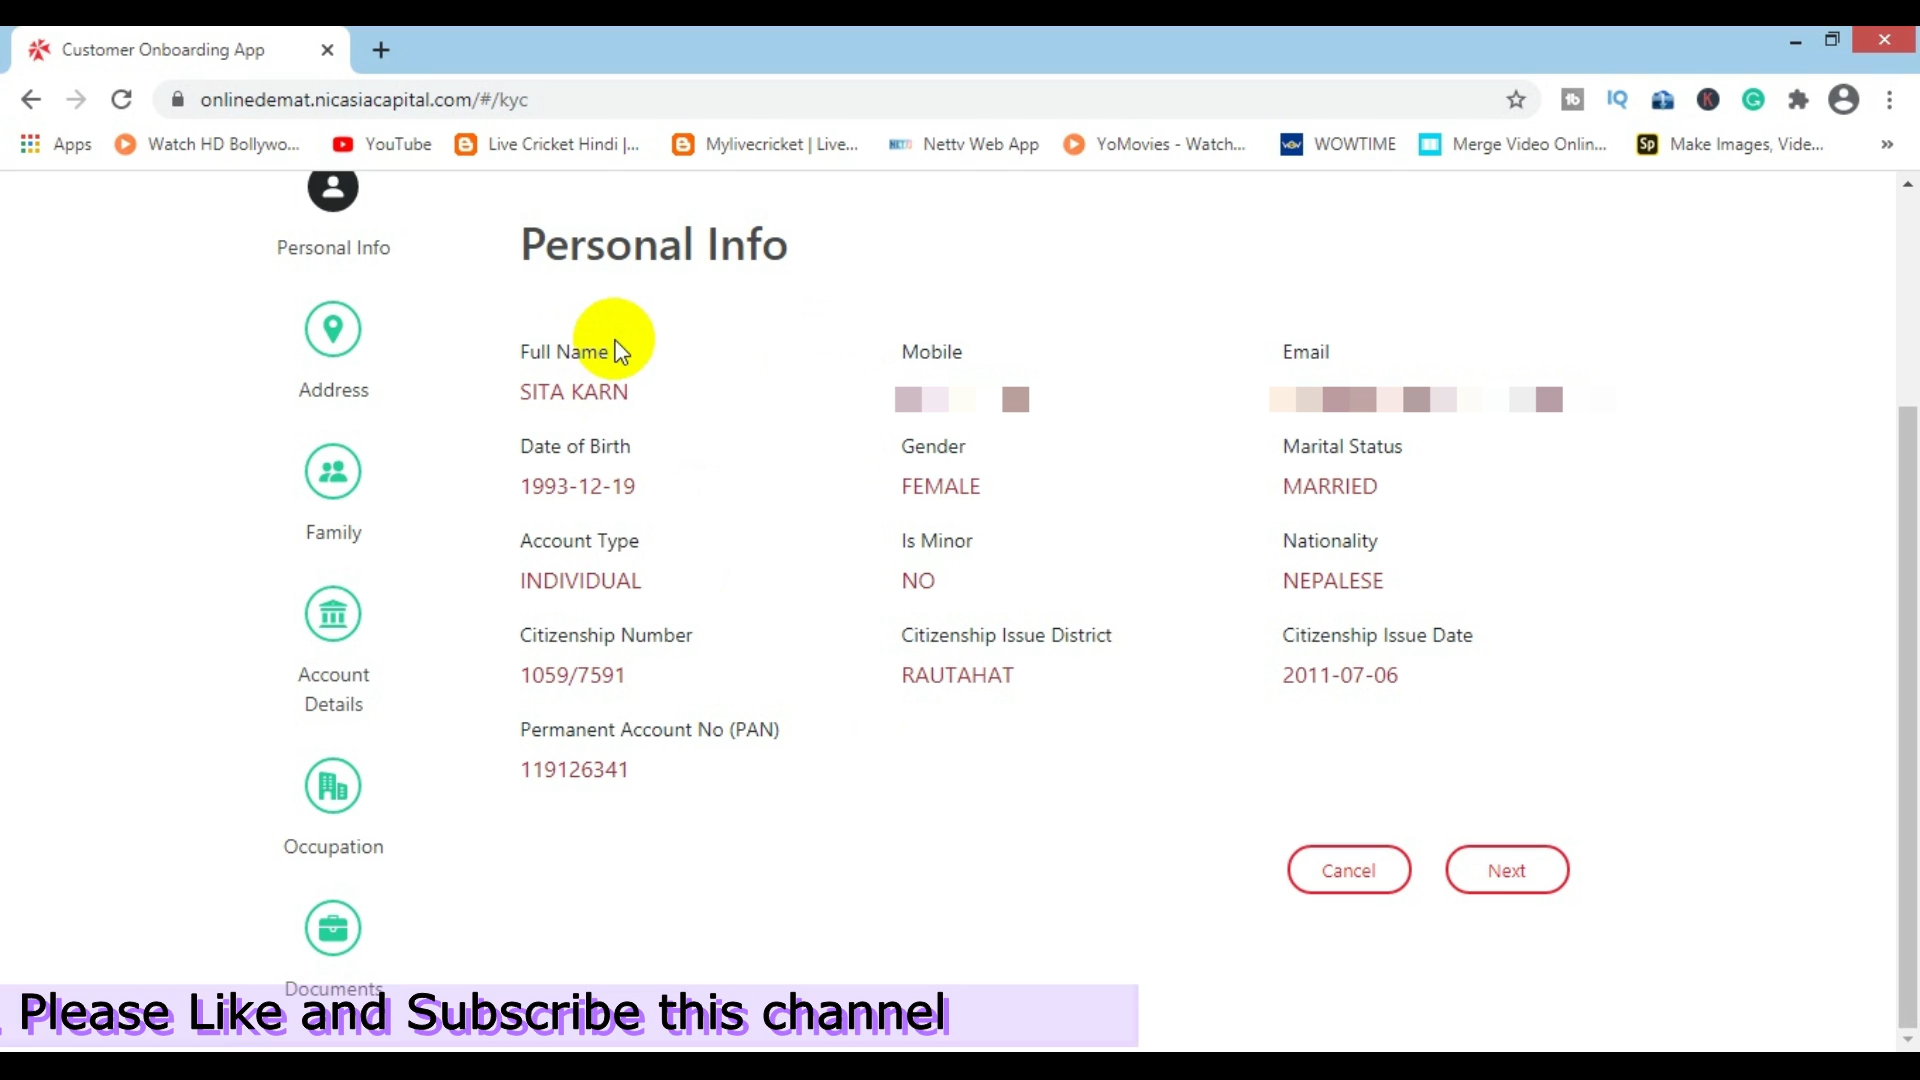 Customer Onboarding App
onlinedemat.nicasiacapital.com/#/kyc
Apps Watch HD Bollywo... YouTube Live Cricket Hindi |... Mylivecricket | Live... Nettv Web App YoMovies - Watch... WOWTIME Merge Video Onlin... Sp Make Images, Vide... »
Personal Info
Address
Family
Account
Details
Occupation
Documents
Personal Info
Full Name Mobile Email
SITA KARN
Date of Birth Gender Marital Status
1993-12-19 FEMALE MARRIED
Account Type Is Minor Nationality
INDIVIDUAL NO NEPALESE
Citizenship Number Citizenship Issue District Citizenship Issue Date
1059/7591 RAUTAHAT 2011-07-06
Permanent Account No (PAN)
119126341
Cancel Next
Please Like and Subscribe this channel